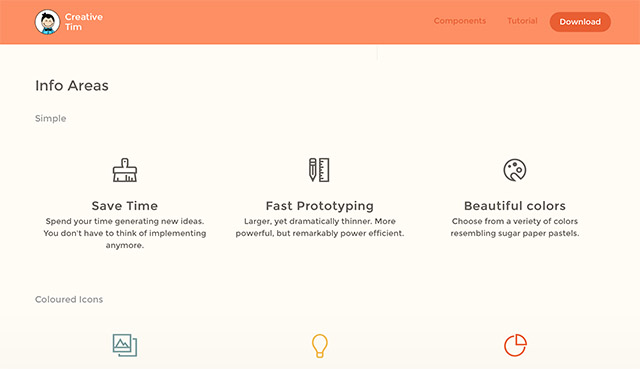 Creative
Tim
Components
Tutorial
Download
Info Areas
Simple
Save Time
Spend your time generating new ideas.
You don't have to think of implementing
anymore.
Fast Prototyping
Larger, yet dramatically thinner. More
powerful, but remarkably power efficient.
Beautiful colors
Choose from a variety of colors
resembling sugar paper pastels.
Coloured Icons